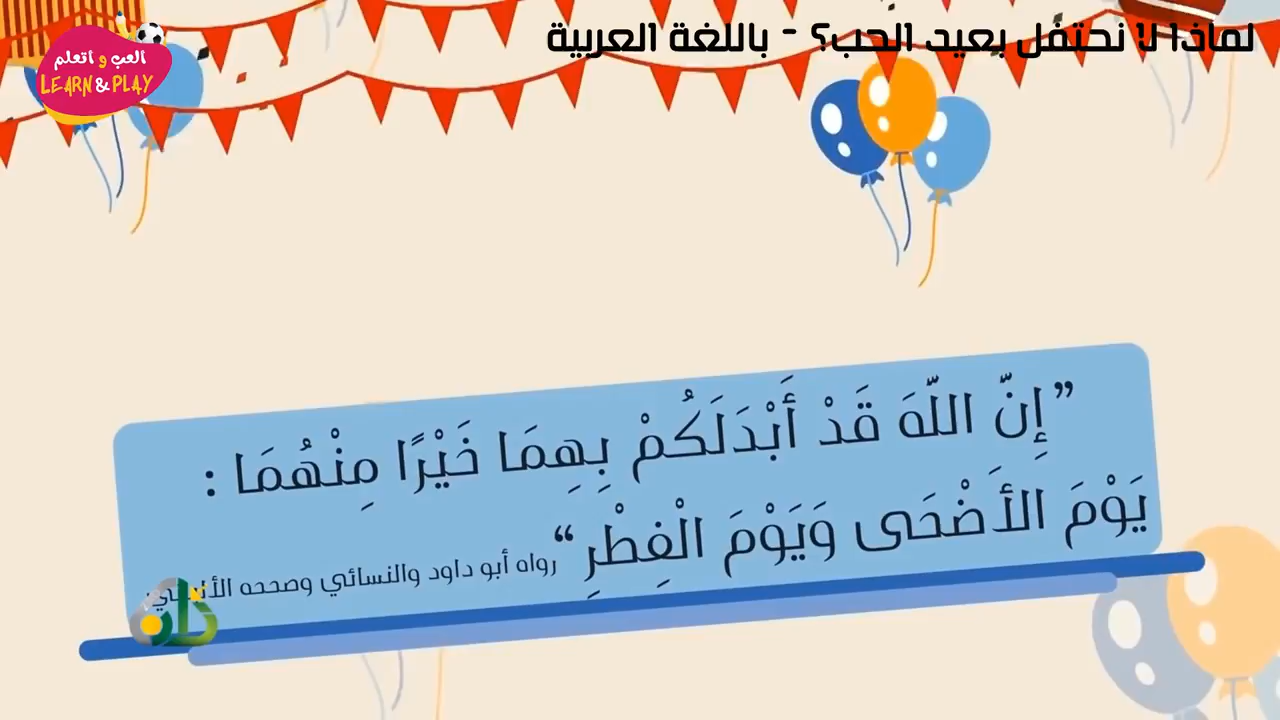 لماذا لا نحتفل بعيد الحب؟ - باللغة العربية
العب و اتعلم
LEARN & PLAY
”إِنّ اللّهَ قَدْ أَبْدَلَكُمْ بِهِمَا خَيْرًا مِنْهُمَا :
يَوْمَ الأَضْحَى وَيَوْمَ الْفِطْرِ“ رواه أبو داود والنسائي وصححه